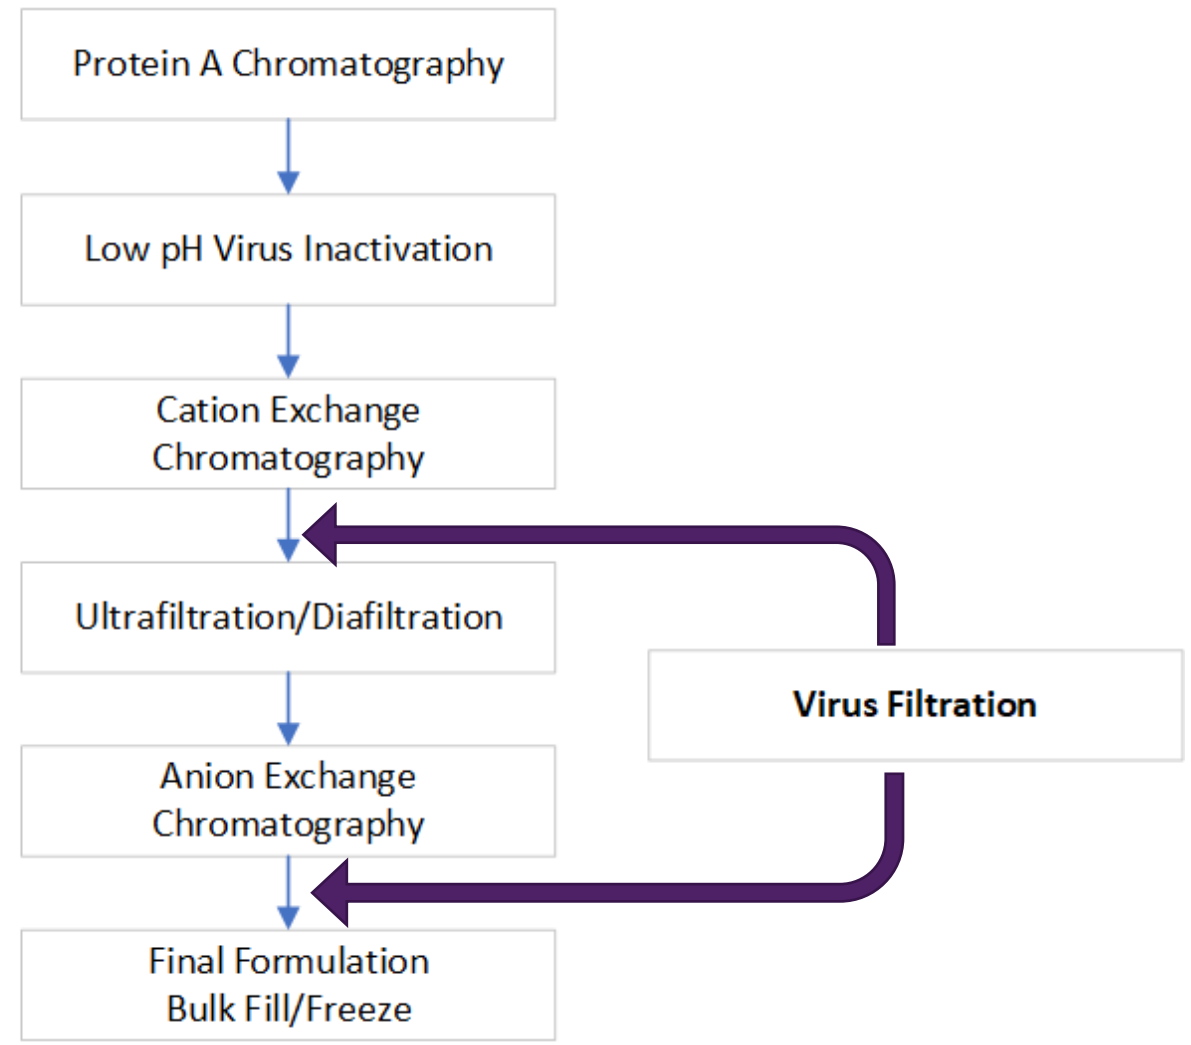 Protein A Chromatography
Low pH Virus Inactivation
Cation Exchange
Chromatography
Ultrafiltration/Diafiltration
Virus Filtration
Anion Exchange
Chromatography
Final Formulation
Bulk Fill/Freeze